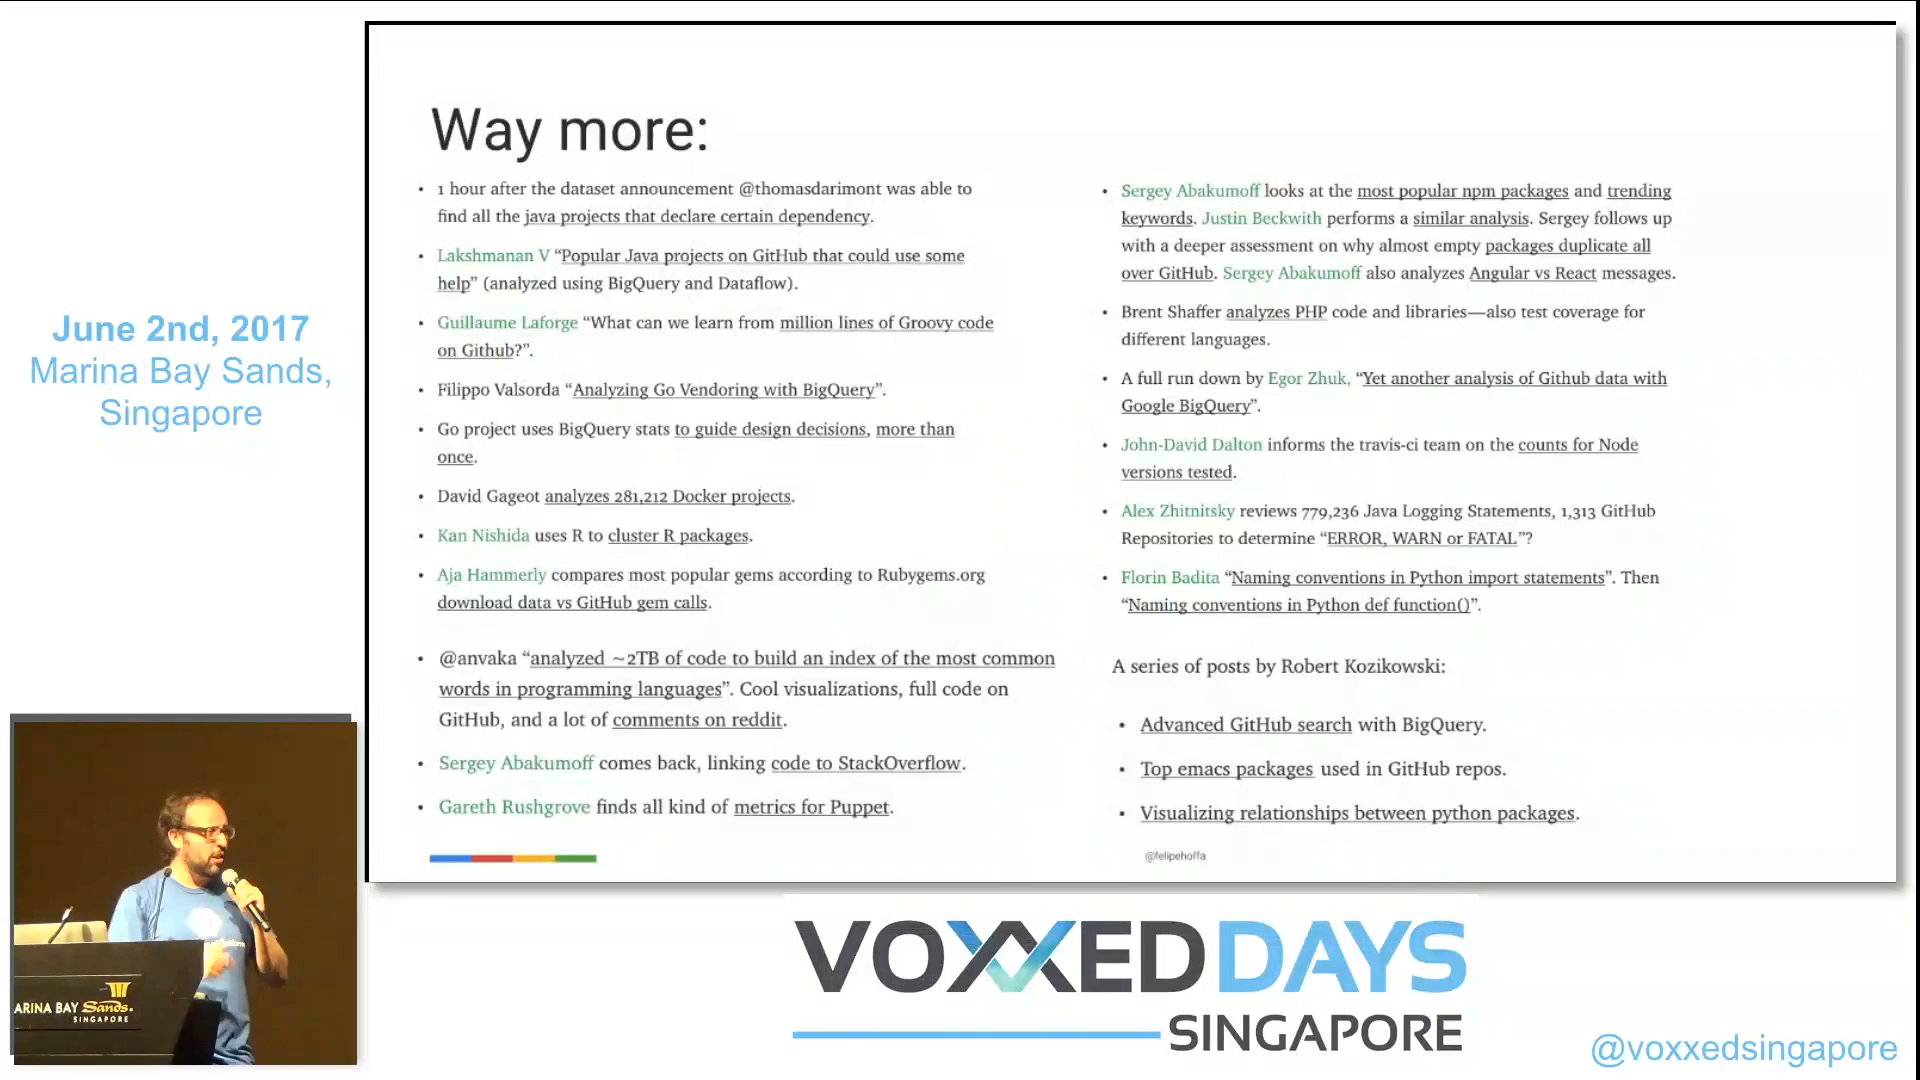 June 2nd, 2017
Marina Bay Sands,
Singapore
Way more:
• 1 hour after the dataset announcement @thomasdarimont was able to
find all the java projects that declare certain dependency.
• Lakshmanan V “Popular Java projects on GitHub that could use some
help” (analyzed using BigQuery and Dataflow).
• Guillaume Laforge “What can we learn from million lines of Groovy code
on Github?”.
• Filippo Valsorda “Analyzing Go Vendoring with BigQuery”.
• Go project uses BigQuery stats to guide design decisions, more than
once.
• David Gageot analyzes 281,212 Docker projects.
• Kan Nishida uses R to cluster R packages.
• Aja Hammerly compares most popular gems according to Rubygems.org
download data vs GitHub gem calls.
• @anvaka “analyzed ~2TB of code to build an index of the most common
words in programming languages”. Cool visualizations, full code on
GitHub, and a lot of comments on reddit.
• Sergey Abakumoff comes back, linking code to StackOverflow.
• Gareth Rushgrove finds all kind of metrics for Puppet.
• Sergey Abakumoff looks at the most popular npm packages and trending
keywords. Justin Beckwith performs a similar analysis. Sergey follows up
with a deeper assessment on why almost empty packages duplicate all
over GitHub. Sergey Abakumoff also analyzes Angular vs React messages.
• Brent Shaffer analyzes PHP code and libraries—also test coverage for
different languages.
• A full run down by Egor Zhuk, “Yet another analysis of Github data with
Google BigQuery”.
• John-David Dalton informs the travis-ci team on the counts for Node
versions tested.
• Alex Zhitnitsky reviews 779,236 Java Logging Statements, 1,313 GitHub
Repositories to determine “ERROR, WARN or FATAL”?
• Florin Badita “Naming conventions in Python import statements”. Then
“Naming conventions in Python def function()”.
A series of posts by Robert Kozikowski:
• Advanced GitHub search with BigQuery.
• Top emacs packages used in GitHub repos.
• Visualizing relationships between python packages.
@felipehoffa
ARINA BAY Sands.
SINGAPORE
VOXXED DAYS
SINGAPORE
@voxxedsingapore